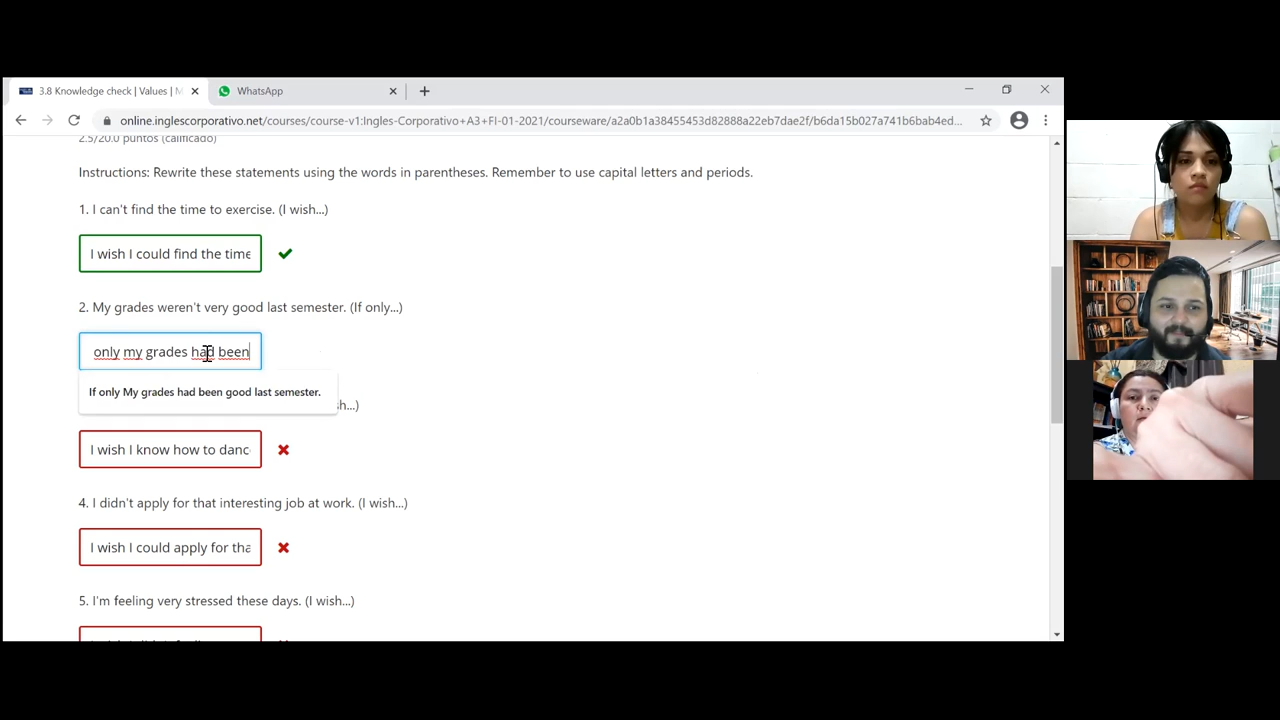 3.8 Knowledge check | Values | M
WhatsApp
online.inglescorporativo.net/courses/course-v1:Ingles-Corporativo+A3+FI-01-2021/courseware/a2a0b1a38455453d82888a22eb7dae2f/b6da15b027a741b6bab4ed...
2.5/20.0 puntos (calificado)
Instructions: Rewrite these statements using the words in parentheses. Remember to use capital letters and periods.
1. I can't find the time to exercise. (I wish...)
I wish I could find the time
2. My grades weren't very good last semester. (If only...)
only my grades had been
If only My grades had been good last semester.
sh...)
I wish I know how to danc
4. I didn't apply for that interesting job at work. (I wish...)
I wish I could apply for tha
5. I'm feeling very stressed these days. (I wish...)